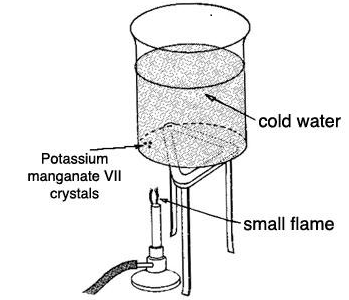 cold water
Potassium
manganate VII
crystals
small flame